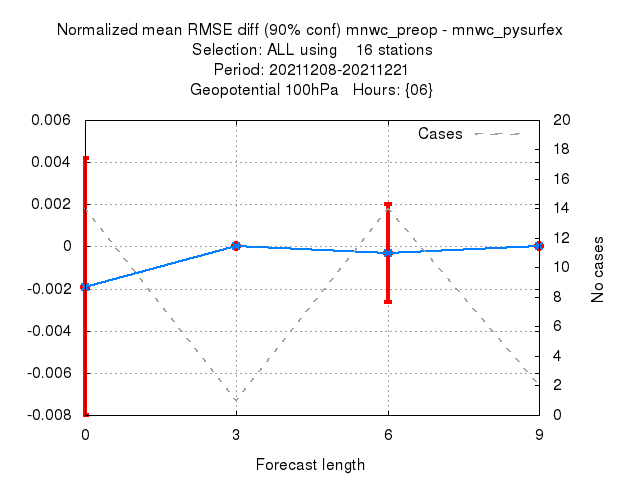 Normalized mean RMSE diff (90% conf) mnwc_preop - mnwc_pysurfex
Selection: ALL using    16 stations
Period: 20211208-20211221
Geopotential 100hPa   Hours: {06}
Cases
0.006
0.004
0.002
0
-0.002
-0.004
-0.006
-0.008
20
18
16
14
12
10
8
6
4
2
0
No cases
0 3 6 9
Forecast length